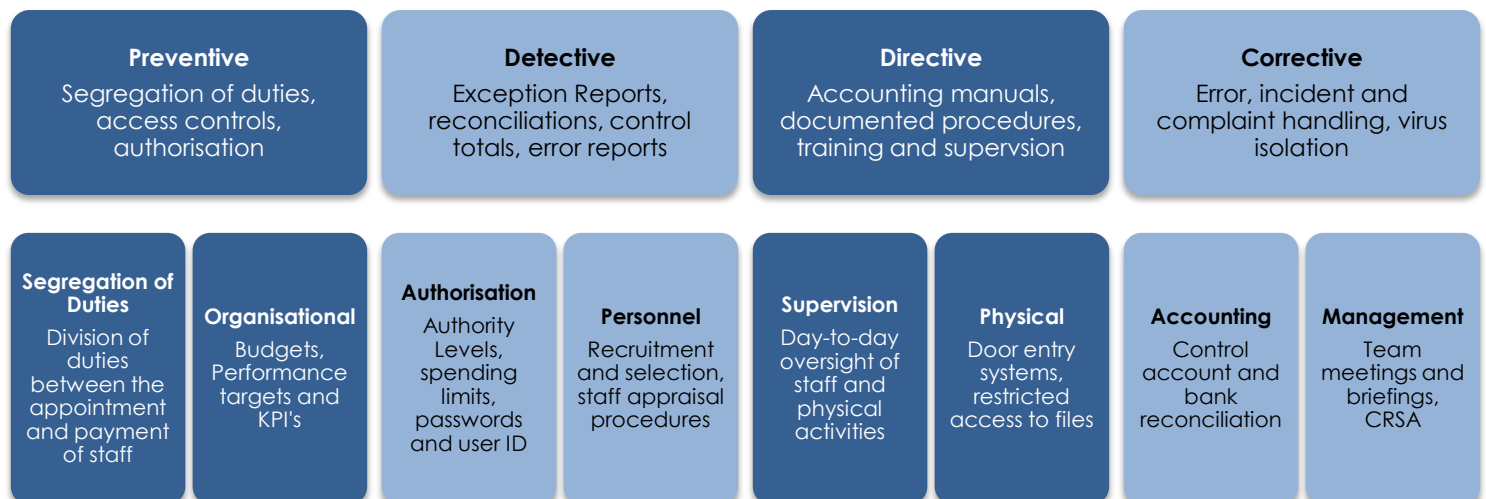 Preventive
Segregation of duties,
access controls,
authorisation
Detective
Exception Reports,
reconciliations, control
totals, error reports
Directive
Accounting manuals,
documented procedures,
training and supervsion
Corrective
Error, incident and
complaint handling, virus
isolation
Segregation of
Duties
Division of
duties
between the
appointment
and payment
of staff
Organisational
Budgets,
Performance
targets and
KPI's
Authorisation
Authority
Levels,
spending
limits,
passwords
and user ID
Personnel
Recruitment
and selection,
staff appraisal
procedures
Supervision
Day-to-day
oversight of
staff and
physical
activities
Physical
Door entry
systems,
restricted
access to files
Accounting
Control
account and
bank
reconciliation
Management
Team
meetings and
briefings,
CRSA